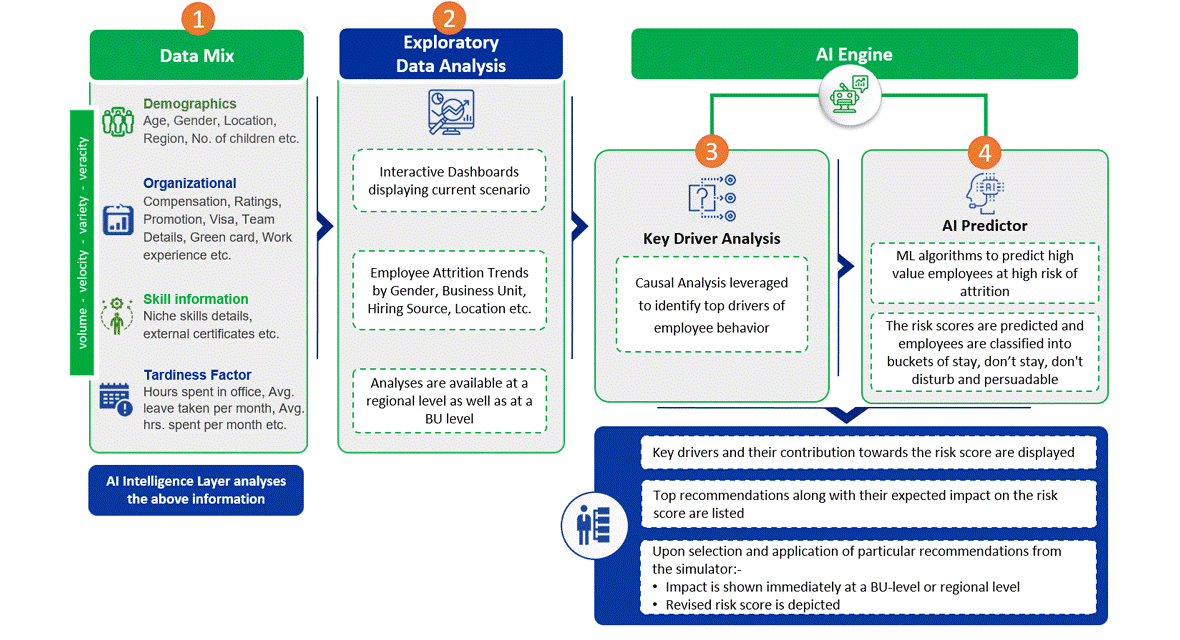 1
Data Mix
volume - velocity - variety - veracity
Demographics
Age, Gender, Location,
Region, No. of children etc.
Organizational
Compensation, Ratings,
Promotion, Visa, Team
Details, Green card, Work
experience etc.
Skill information
Niche skills details,
external certificates etc.
Tardiness Factor
Hours spent in office, Avg.
leave taken per month, Avg.
hrs. spent per month etc.
AI Intelligence Layer analyses
the above information
2
Exploratory
Data Analysis
Interactive Dashboards
displaying current scenario
Employee Attrition Trends
by Gender, Business Unit,
Hiring Source, Location etc.
Analyses are available at a
regional level as well as at a
BU level
AI Engine
3
?
Key Driver Analysis
Causal Analysis leveraged
to identify top drivers of
employee behavior
4
AI
AI Predictor
ML algorithms to predict high
value employees at high risk of
attrition
The risk scores are predicted and
employees are classified into
buckets of stay, don’t stay, don't
disturb and persuadable
Key drivers and their contribution towards the risk score are displayed
Top recommendations along with their expected impact on the risk
score are listed
Upon selection and application of particular recommendations from
the simulator:-
• Impact is shown immediately at a BU-level or regional level
• Revised risk score is depicted